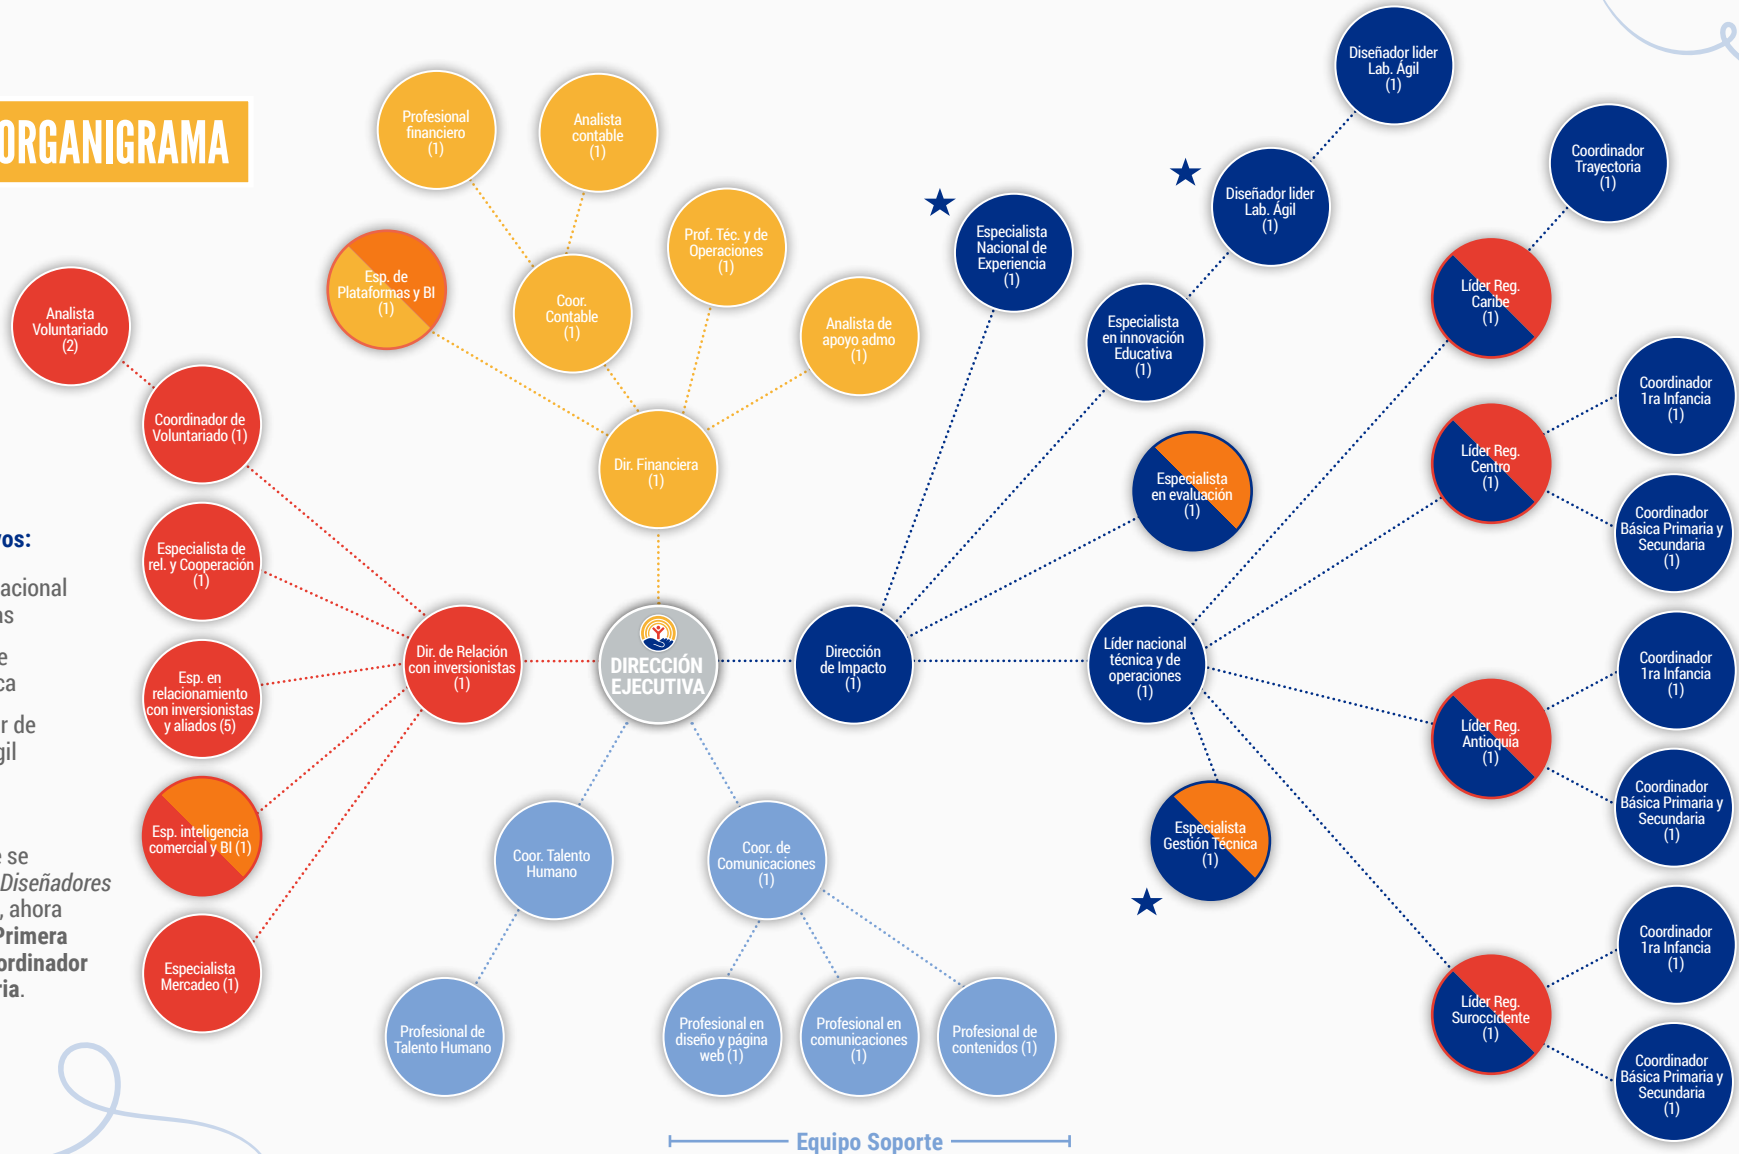 ORGANIGRAMA
Profesional
financiero
(1)
Analista
contable
(1)
Esp. de
Plataformas y BI
(1)
Coor.
Contable
(1)
Prof. Téc. y de
Operaciones
(1)
Analista de
apoyo admo
(1)
Dir. Financiera
(1)
Analista
Voluntariado
(2)
Coordinador de
Voluntariado (1)
Especialista de
rel. y Cooperación
(1)
Esp. en
relacionamiento
con inversionistas
y aliados (5)
Esp. inteligencia
comercial y BI (1)
Especialista
Mercadeo (1)
Dir. de Relación
con inversionistas
(1)
DIRECCIÓN
EJECUTIVA
Dirección
de Impacto
(1)
Especialista
Nacional de
Experiencia
(1)
Especialista
en innovación
Educativa
(1)
Diseñador lider
Lab. Ágil
(1)
Diseñador lider
Lab. Ágil
(1)
Especialista
en evaluación
(1)
Líder nacional
técnica y de
operaciones
(1)
Especialista
Gestión Técnica
(1)
Líder Reg.
Caribe
(1)
Coordinador
Trayectoria
(1)
Líder Reg.
Centro
(1)
Coordinador
1ra Infancia
(1)
Coordinador
Básica Primaria y
Secundaria
(1)
Líder Reg.
Antioquia
(1)
Coordinador
1ra Infancia
(1)
Coordinador
Básica Primaria y
Secundaria
(1)
Líder Reg.
Suroccidente
(1)
Coordinador
1ra Infancia
(1)
Coordinador
Básica Primaria y
Secundaria
(1)
Coor. Talento
Humano
Profesional de
Talento Humano
Coor. de
Comunicaciones
(1)
Profesional en
diseño y página
web (1)
Profesional en
comunicaciones
(1)
Profesional de
contenidos (1)
Equipo Soporte
vos:
acional
as
e
ca
r de
gil
e se
Diseñadores
, ahora
Primera
ordinador
ria.